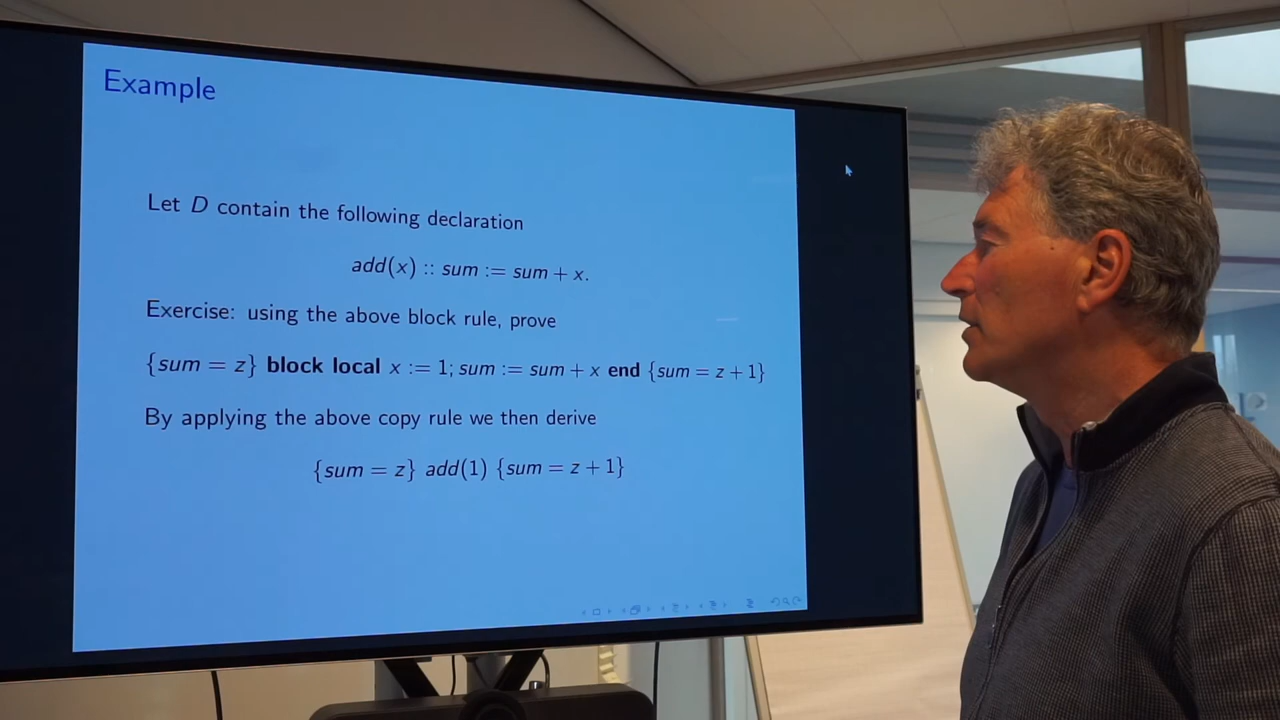 Example
Let D contain the following declaration
add(x) :: sum := sum + x.
Exercise: using the above block rule, prove
{sum = z} block local x := 1; sum := sum + x end {sum = z + 1}
By applying the above copy rule we then derive
{sum = z} add(1) {sum = z + 1}